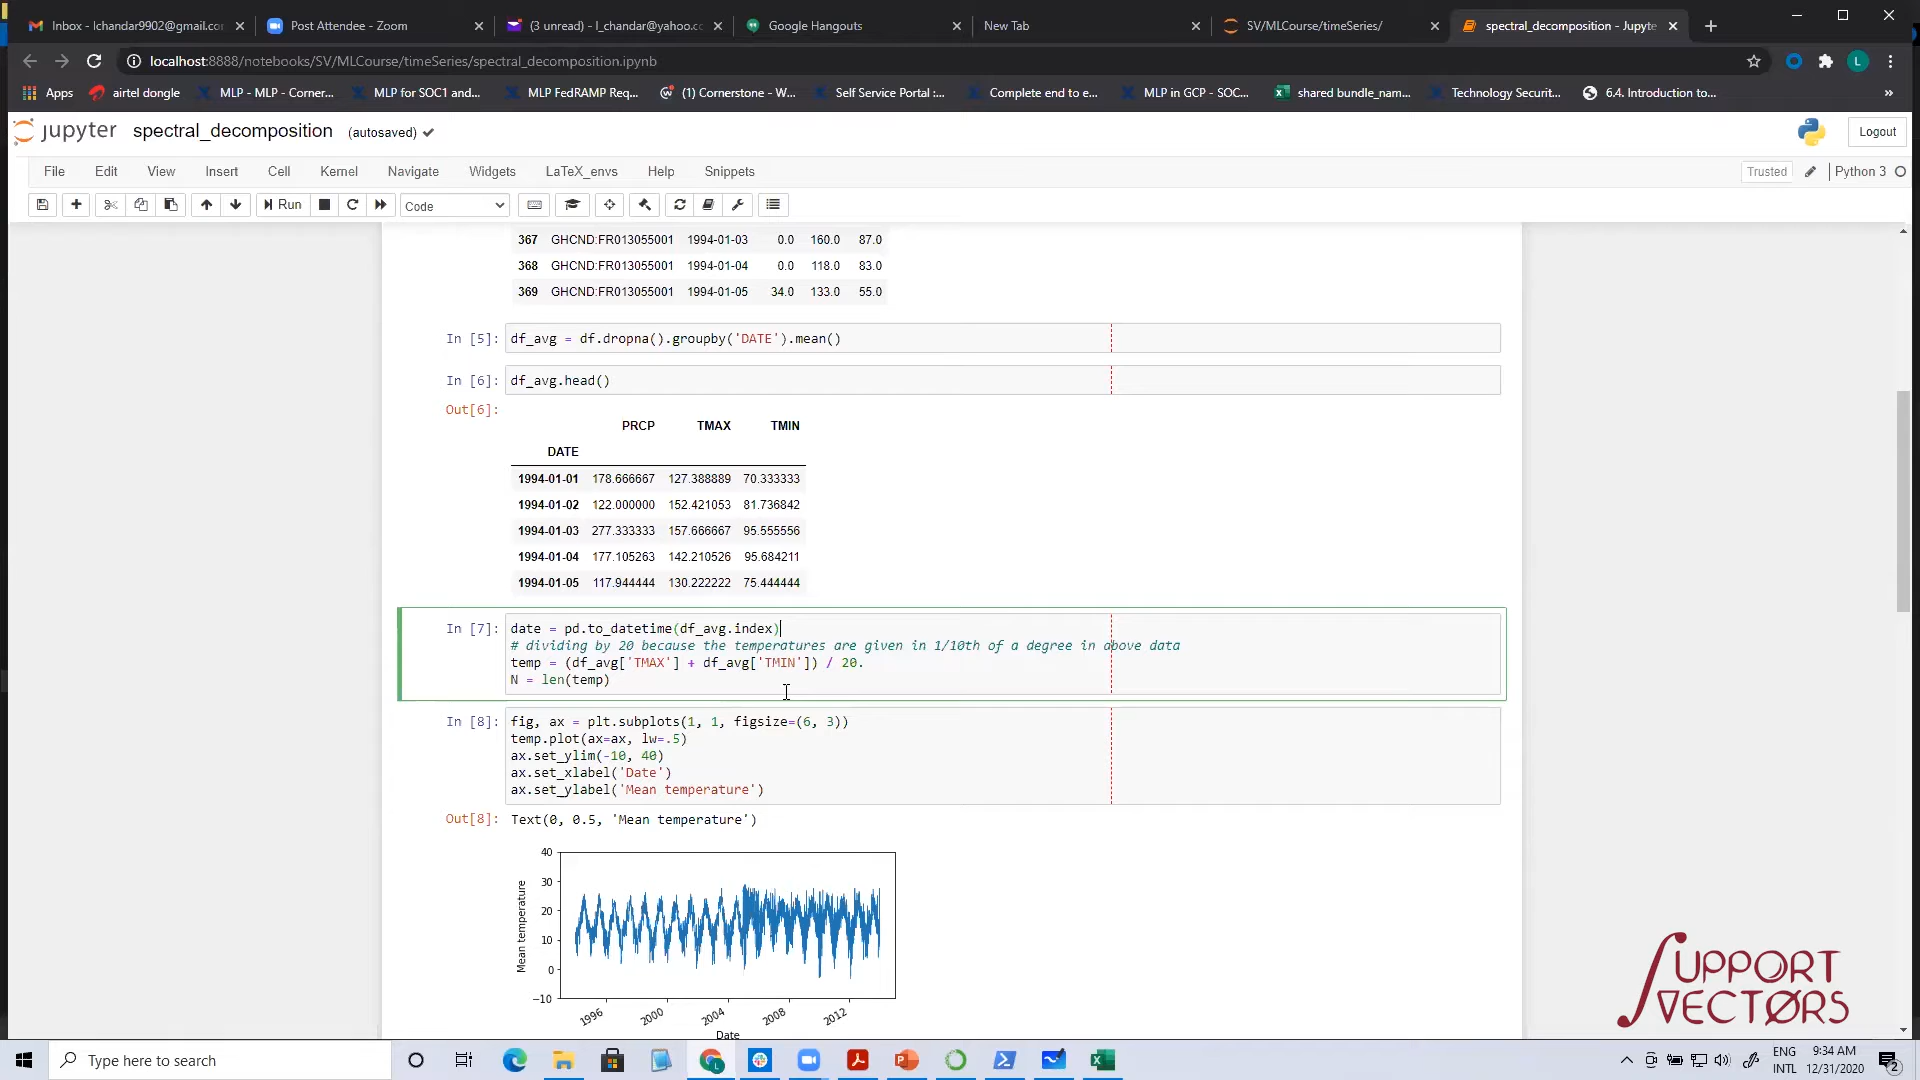 Inbox - lchandar9902@gmail.co
Post Attendee - Zoom
(3 unread) - l_chandar@yahoo.co
Google Hangouts
New Tab
SV/MLCourse/timeSeries/
spectral_decomposition - Jupyte
localhost:8888/notebooks/SV/MLCourse/timeSeries/spectral_decomposition.ipynb
L
Apps
airtel dongle
MLP - MLP - Corner...
MLP for SOC1 and...
MLP FedRAMP Req...
(1) Cornerstone - W...
Self Service Portal :...
Complete end to e...
MLP in GCP - SOC...
shared bundle_nam...
Technology Securit...
6.4. Introduction to...
»
jupyter spectral_decomposition (autosaved)
Logout
File Edit View Insert Cell Kernel Navigate Widgets LaTeX_envs Help Snippets
Trusted
Python 3
Run
Code
367 GHCND:FR013055001 1994-01-03 0.0 160.0 87.0
368 GHCND:FR013055001 1994-01-04 0.0 118.0 83.0
369 GHCND:FR013055001 1994-01-05 34.0 133.0 55.0
In [5]: df_avg = df.dropna().groupby('DATE').mean()
In [6]: df_avg.head()
Out[6]:
PRCP TMAX TMIN
DATE
1994-01-01 178.666667 127.388889 70.333333
1994-01-02 122.000000 152.421053 81.736842
1994-01-03 277.333333 157.666667 95.555556
1994-01-04 177.105263 142.210526 95.684211
1994-01-05 117.944444 130.222222 75.444444
In [7]: date = pd.to_datetime(df_avg.index)
# dividing by 20 because the temperatures are given in 1/10th of a degree in above data
temp = (df_avg['TMAX'] + df_avg['TMIN']) / 20.
N = len(temp)
In [8]: fig, ax = plt.subplots(1, 1, figsize=(6, 3))
temp.plot(ax=ax, lw=.5)
ax.set_ylim(-10, 40)
ax.set_xlabel('Date')
ax.set_ylabel('Mean temperature')
Out[8]: Text(0, 0.5, 'Mean temperature')
40
30
20
10
0
−10
Mean temperature
1996 2000 2004 2008 2012
Date
SUPPORT
VECTORS
Type here to search
ENG
INTL
9:34 AM
12/31/2020
2